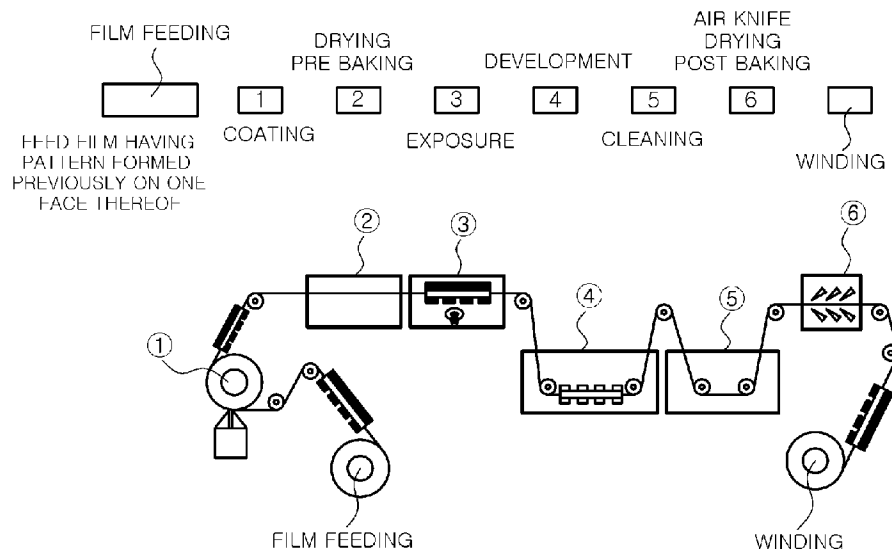 FILM FEEDING
DRYING
PRE BAKING
DEVELOPMENT
AIR KNIFE
DRYING
POST BAKING
1
2
3
4
5
6
COATING
EXPOSURE
CLEANING
WINDING
FEED FILM HAVING
PATTERN FORMED
PREVIOUSLY ON ONE
FACE THEREOF
②
③
⑥
④
⑤
①
FILM FEEDING
WINDING